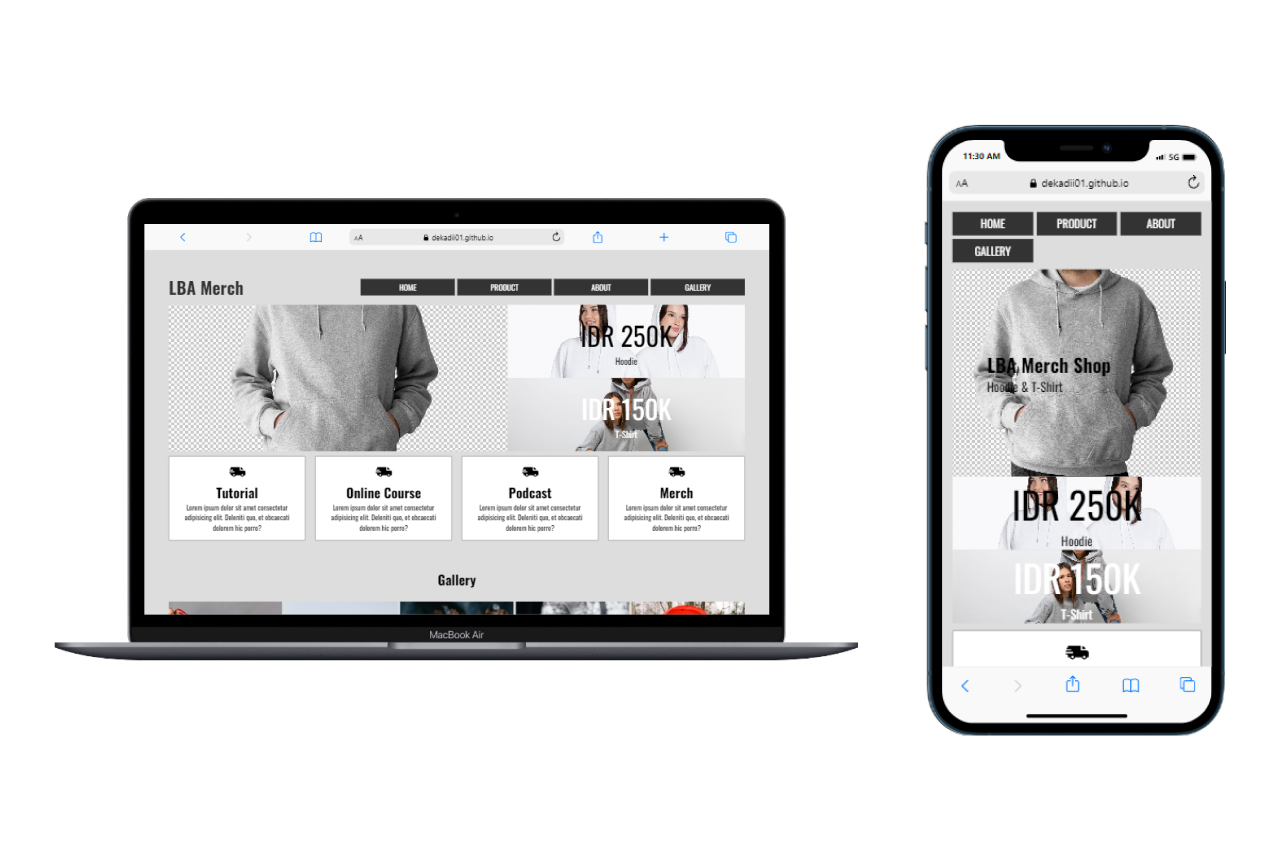 AA
dekadii01.github.io
LBA Merch
HOME
PRODUCT
ABOUT
GALLERY
IDR 250K
Hoodie
IDR 150K
T-Shirt
Tutorial
Lorem ipsum dolor sit amet consectetur
adipisicing elit. Deleniti quo, et obcaecati
dolorem hic porro?
Online Course
Lorem ipsum dolor sit amet consectetur
adipisicing elit. Deleniti quo, et obcaecati
dolorem hic porro?
Podcast
Lorem ipsum dolor sit amet consectetur
adipisicing elit. Deleniti quo, et obcaecati
dolorem hic porro?
Merch
Lorem ipsum dolor sit amet consectetur
adipisicing elit. Deleniti quo, et obcaecati
dolorem hic porro?
Gallery
MacBook Air
11:30 AM
5G
AA
dekadii01.github.io
HOME
PRODUCT
ABOUT
GALLERY
LBA Merch Shop
Hoodie & T-Shirt
IDR 250K
Hoodie
IDR 150K
T-Shirt